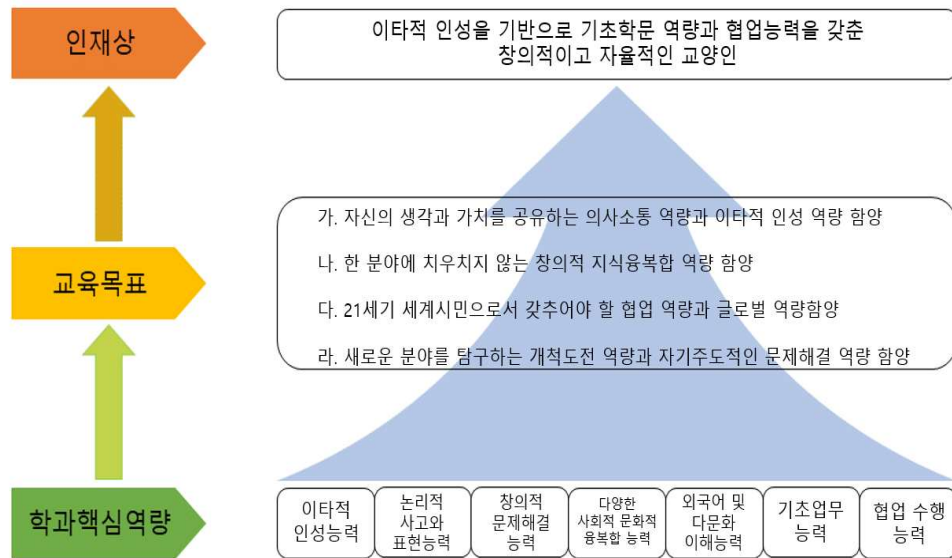 인재상
이타적 인성을 기반으로 기초학문 역량과 협업능력을 갖춘
창의적이고 자율적인 교양인
교육목표
가. 자신의 생각과 가치를 공유하는 의사소통 역량과 이타적 인성 역량 함양
나. 한 분야에 치우치지 않는 창의적 지식융복합 역량 함양
다. 21세기 세계시민으로서 갖추어야 할 협업 역량과 글로벌 역량함양
라. 새로운 분야를 탐구하는 개척도전 역량과 자기주도적인 문제해결 역량 함양
학과핵심역량
이타적
인성능력
논리적
사고와
표현능력
창의적
문제해결
능력
다양한
사회적 문화적
융복합 능력
외국어 및
다문화
이해능력
기초업무
능력
협업 수행
능력